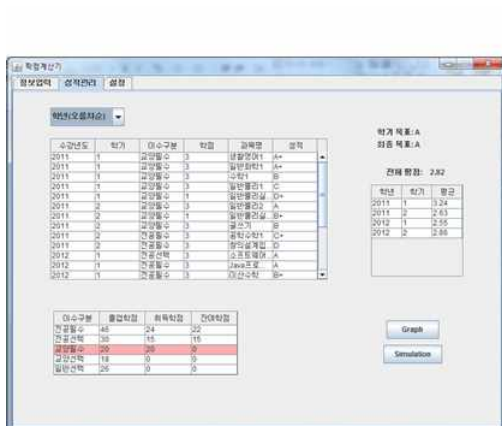 학점계산기
정보입력 성적관리 설정
학년(오름차순)
학기 목표:A
최종 목표:A
전체 평점: 2.82
수강년도 학기 이수구분 학점 과목명 성적
2011 1 교양필수 3 생활영어1 A+
2011 1 교양필수 3 일반화학1 A+
2011 1 교양필수 3 수학1 B
2011 1 교양필수 3 일반물리1 C
2011 1 교양필수 1 일반물리실.. D+
2011 2 교양필수 3 일반물리2 A
2011 2 교양필수 1 일반물리실.. B+
2011 2 교양필수 3 글쓰기 B
2011 2 전공필수 3 공학수학1 C+
2011 2 전공필수 3 창의설계입.. D
2012 1 전공선택 3 소프트웨어.. A
2012 1 전공필수 3 Java프로.. A
2012 1 전공필수 3 이산수학 B+
학년 학기 평균
2011 1 3.24
2011 2 2.63
2012 1 2.55
2012 2 2.86
이수구분 졸업학점 취득학점 잔여학점
전공필수 46 24 22
전공선택 30 15 15
교양필수 20 20 0
교양선택 18 0 0
일반선택 26 0 0
Graph
Simulation